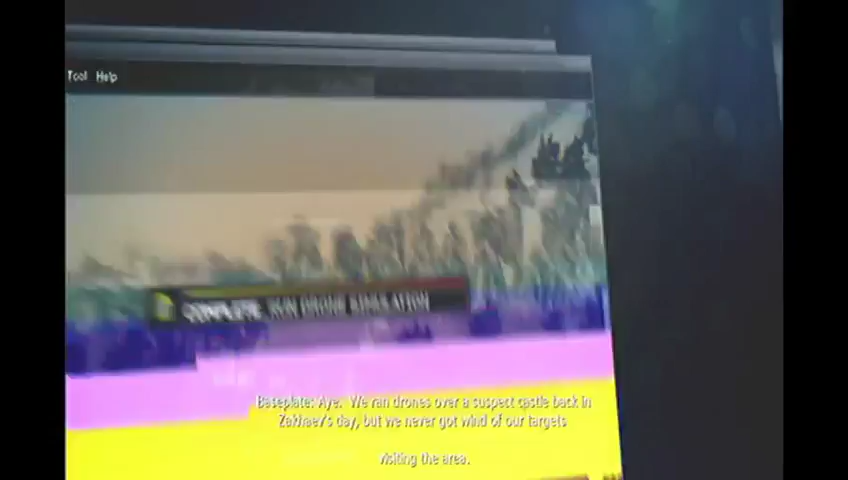 Tool Help
COMPLETE: RUN DRONE SIMULATION
Baseplate: Aye. We ran drones over a suspect castle back in
Zakhaev's day, but we never got wind of our targets
visiting the area.